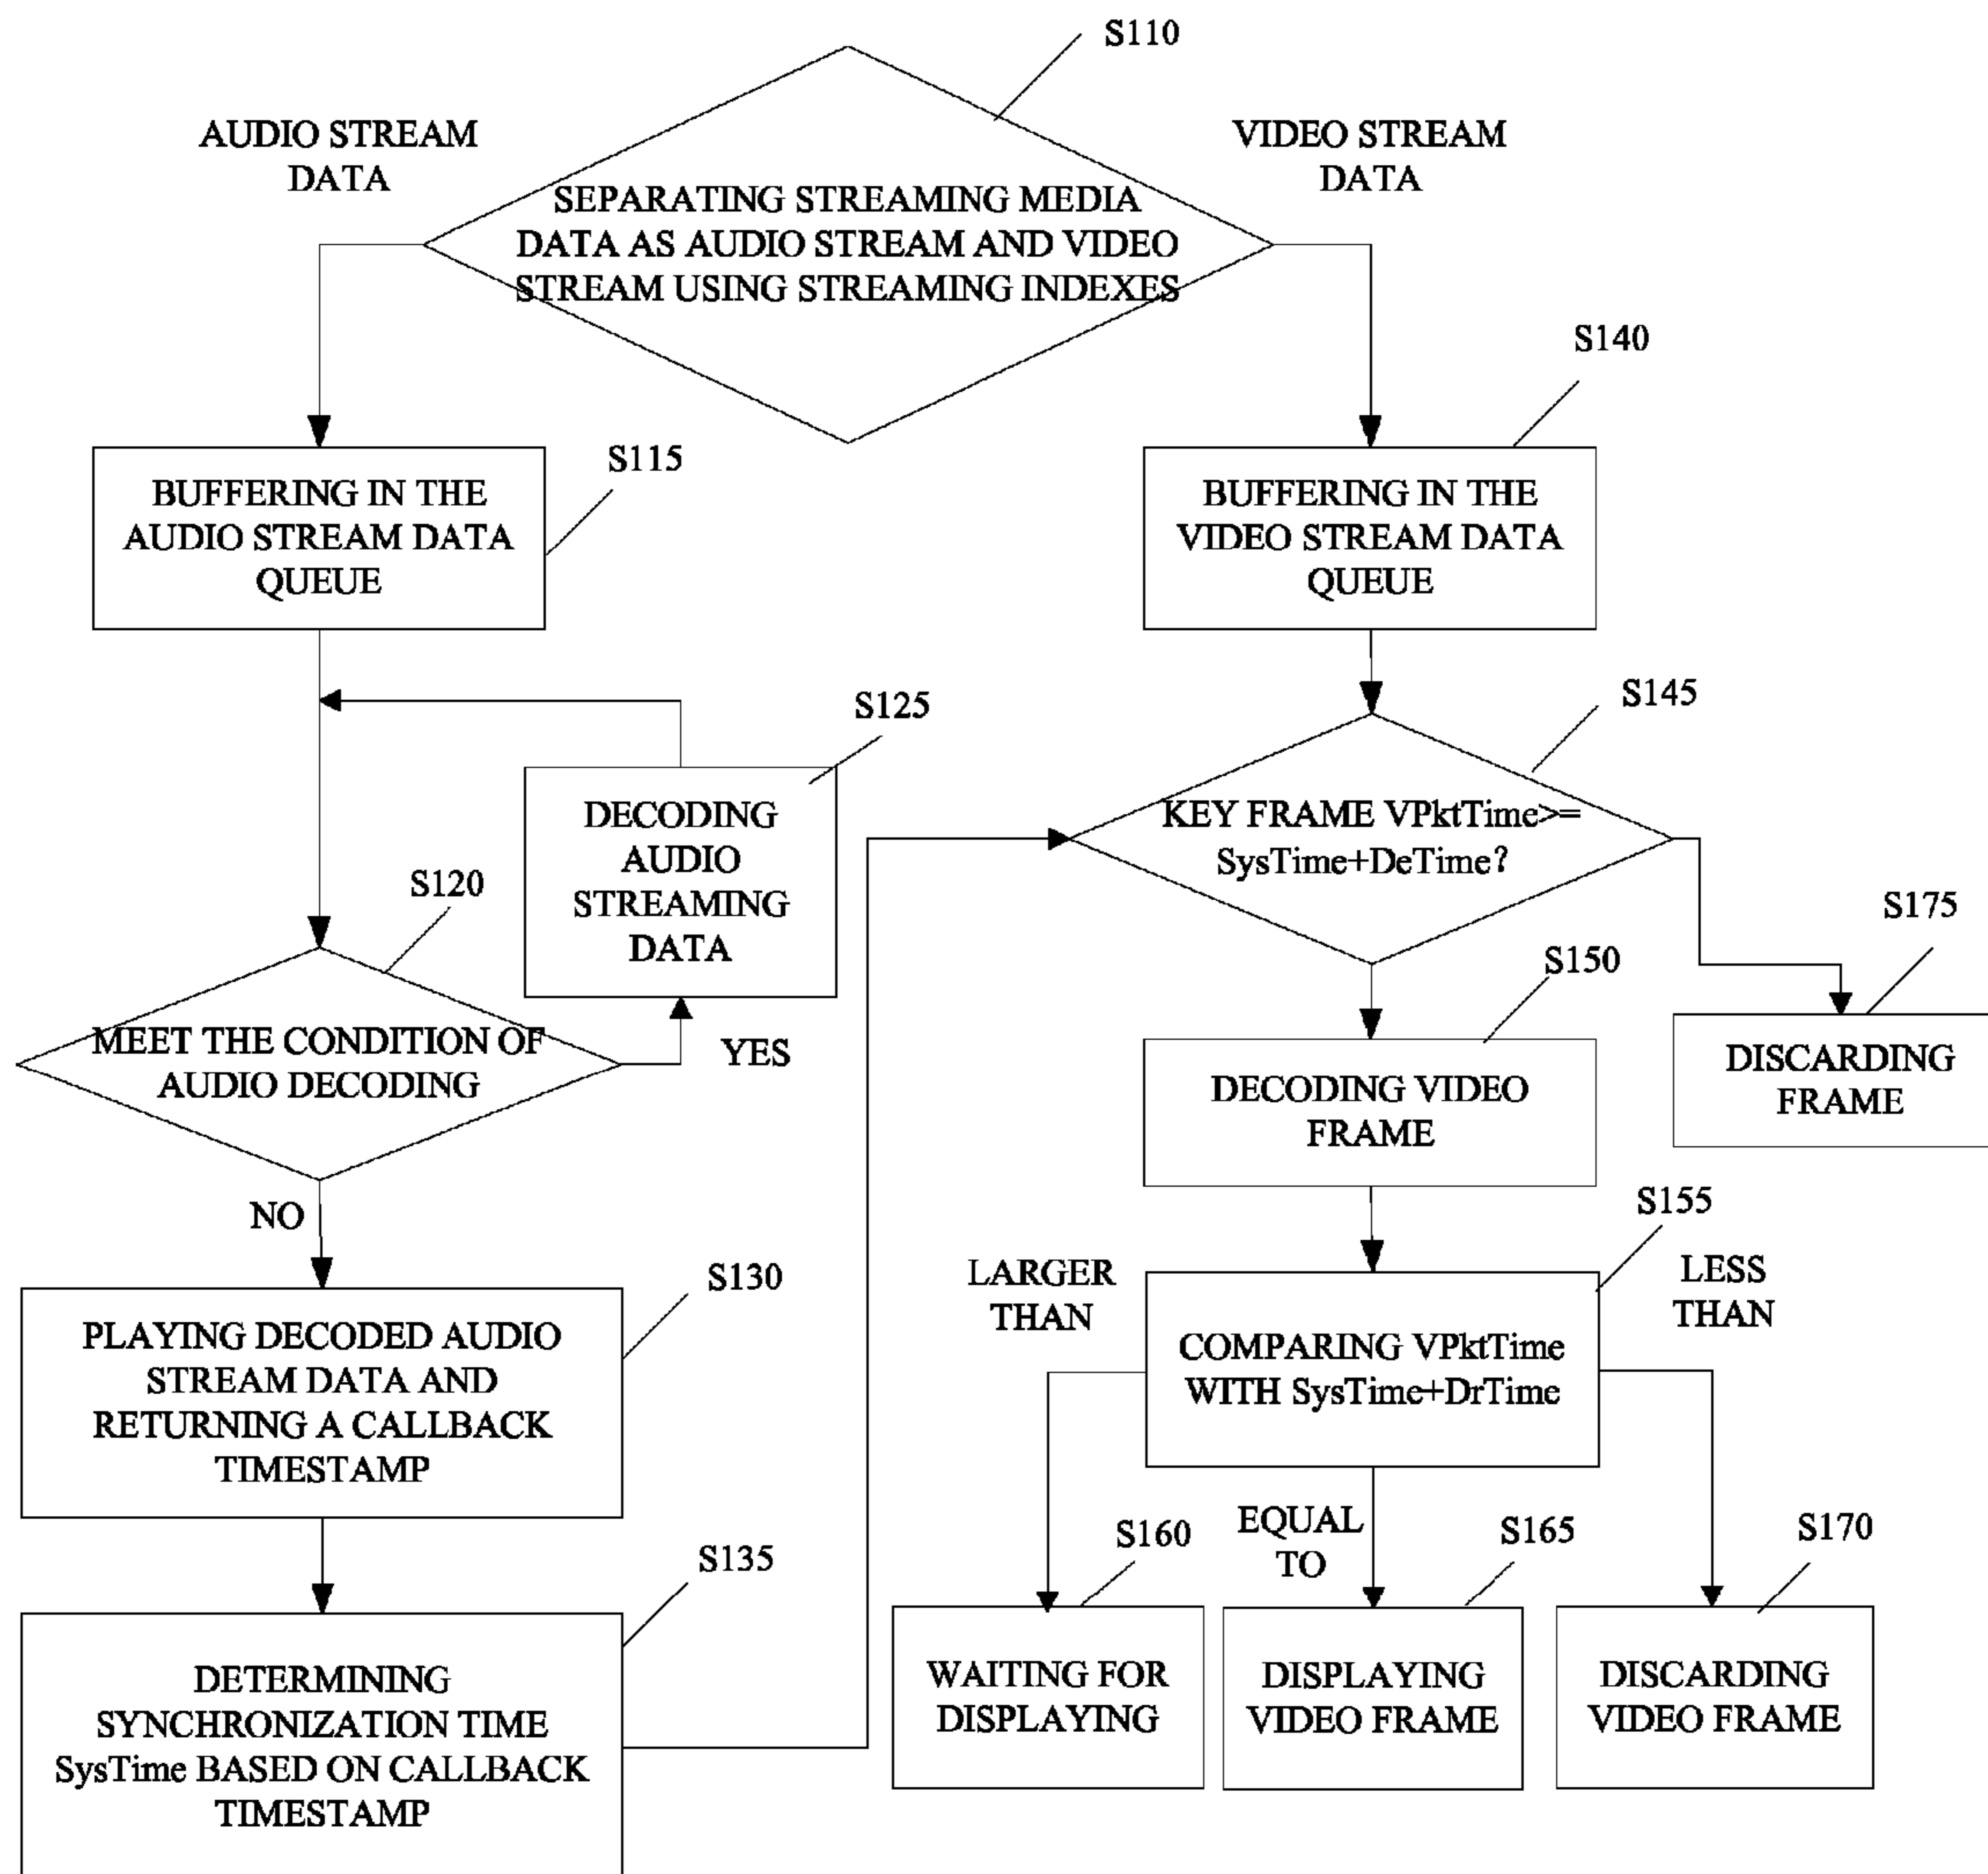 S110
AUDIO STREAM
DATA
VIDEO STREAM
DATA
SEPARATING STREAMING MEDIA
DATA AS AUDIO STREAM AND VIDEO
STREAM USING STREAMING INDEXES
S115
BUFFERING IN THE
AUDIO STREAM DATA
QUEUE
S140
BUFFERING IN THE
VIDEO STREAM DATA
QUEUE
S125
DECODING
AUDIO
STREAMING
DATA
S120
MEET THE CONDITION OF
AUDIO DECODING
YES
NO
S130
PLAYING DECODED AUDIO
STREAM DATA AND
RETURNING A CALLBACK
TIMESTAMP
S135
DETERMINING
SYNCHRONIZATION TIME
SysTime BASED ON CALLBACK
TIMESTAMP
S145
KEY FRAME VPktTime>=
SysTime+DeTime?
S175
DISCARDING
FRAME
S150
DECODING VIDEO
FRAME
S155
LARGER
THAN
LESS
THAN
COMPARING VPktTime
WITH SysTime+DrTime
EQUAL
TO
S160
WAITING FOR
DISPLAYING
S165
DISPLAYING
VIDEO FRAME
S170
DISCARDING
VIDEO FRAME